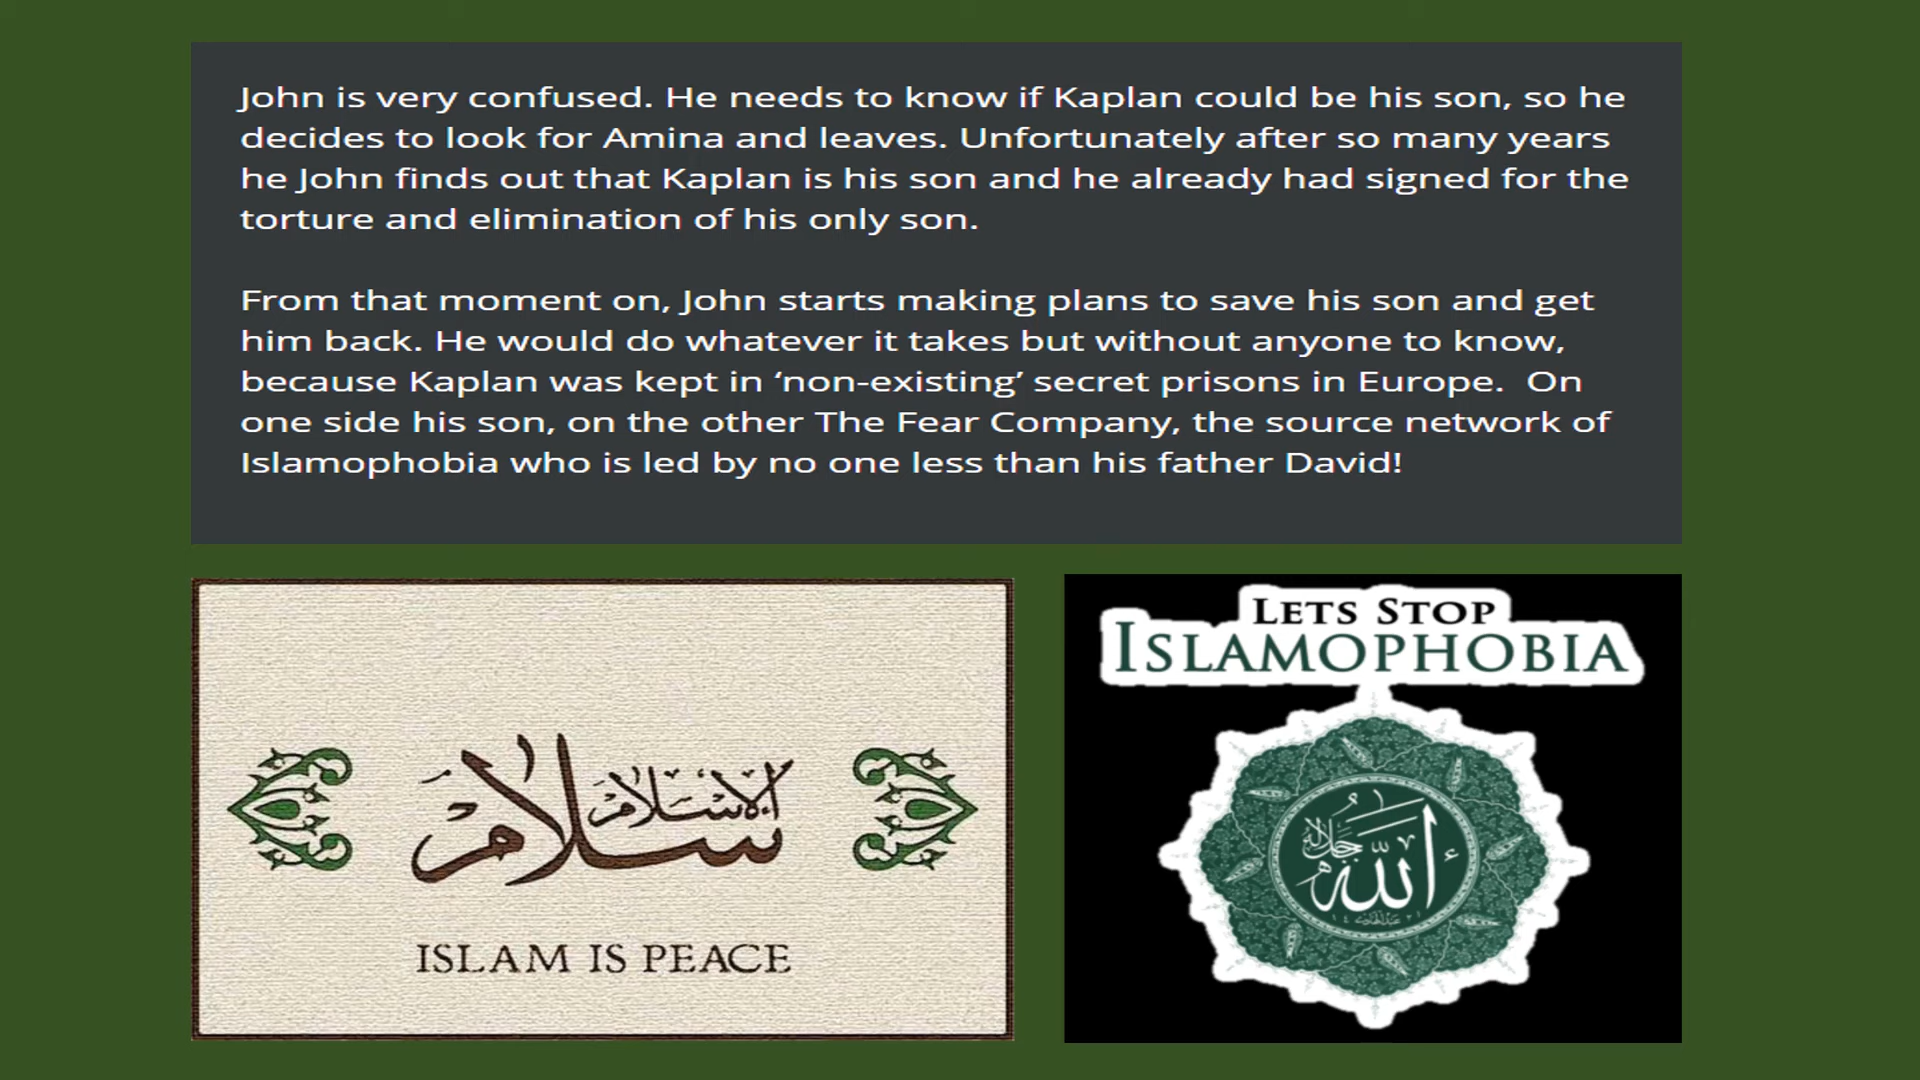 John is very confused. He needs to know if Kaplan could be his son, so he
decides to look for Amina and leaves. Unfortunately after so many years
he John finds out that Kaplan is his son and he already had signed for the
torture and elimination of his only son.
From that moment on, John starts making plans to save his son and get
him back. He would do whatever it takes but without anyone to know,
because Kaplan was kept in ‘non-existing’ secret prisons in Europe.  On
one side his son, on the other The Fear Company, the source network of
Islamophobia who is led by no one less than his father David!
الإسلام
سلام
ISLAM IS PEACE
LETS STOP
ISLAMOPHOBIA
الله
جل جلاله